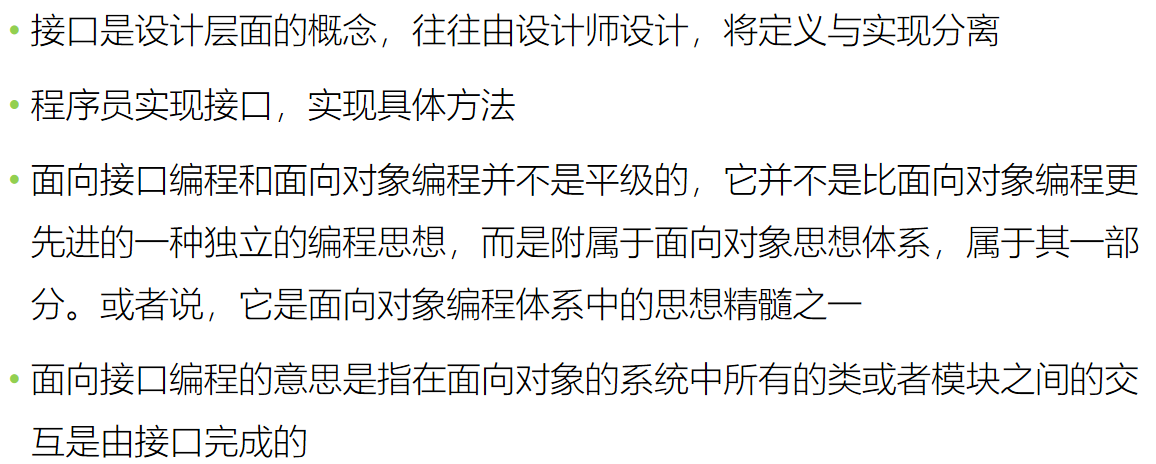 • 接口是设计层面的概念，往往由设计师设计，将定义与实现分离
• 程序员实现接口，实现具体方法
• 面向接口编程和面向对象编程并不是平级的，它并不是比面向对象编程更
先进的一种独立的编程思想，而是附属于面向对象思想体系，属于其一部
分。或者说，它是面向对象编程体系中的思想精髓之一
• 面向接口编程的意思是指在面向对象的系统中所有的类或者模块之间的交
互是由接口完成的